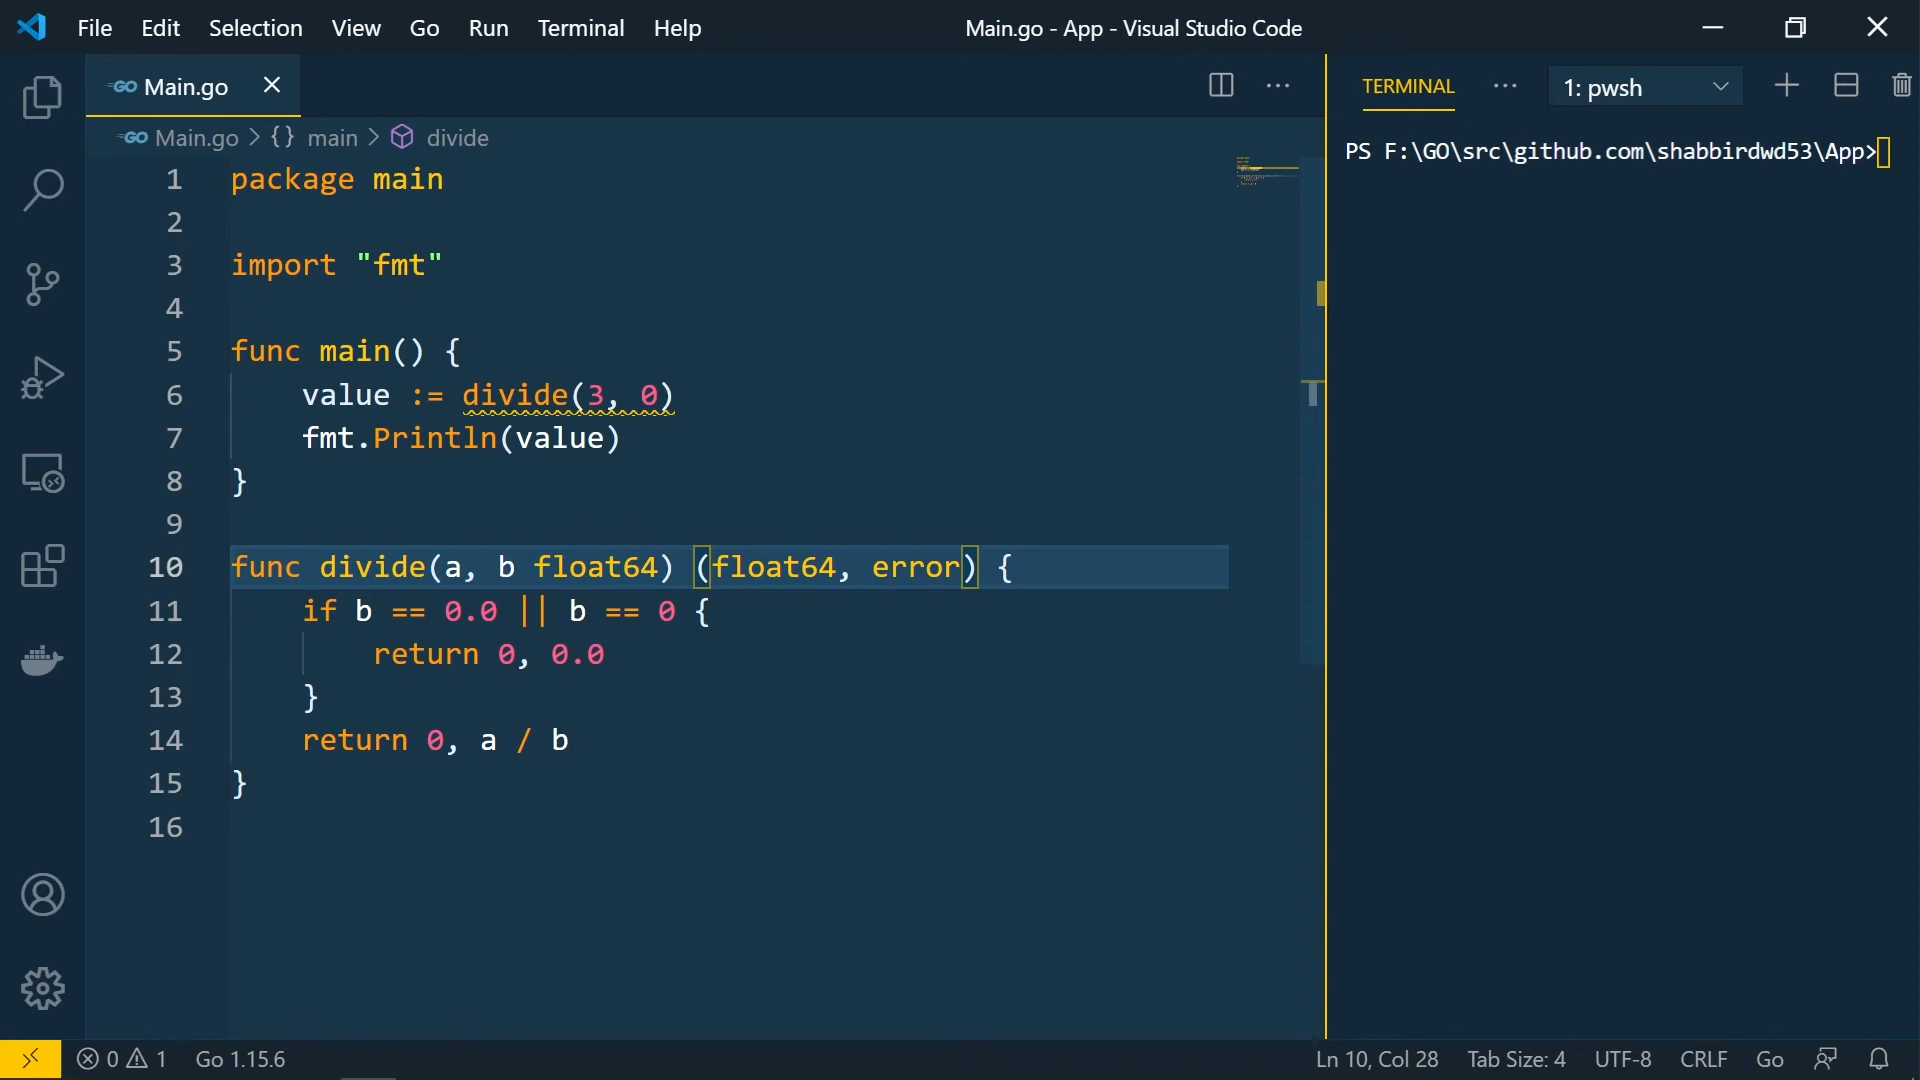 File Edit Selection View Go Run Terminal Help Main.go - App - Visual Studio Code
GO Main.go
TERMINAL 1: pwsh
GO Main.go > {} main > divide
PS F:\GO\src\github.com\shabbirdwd53\App>
1 package main
2
3 import "fmt"
4
5 func main() {
6 value := divide(3, 0)
7 fmt.Println(value)
8 }
9
10 func divide(a, b float64) (float64, error) {
11 if b == 0.0 || b == 0 {
12 return 0, 0.0
13 }
14 return 0, a / b
15 }
16
0 1 Go 1.15.6 Ln 10, Col 28 Tab Size: 4 UTF-8 CRLF Go